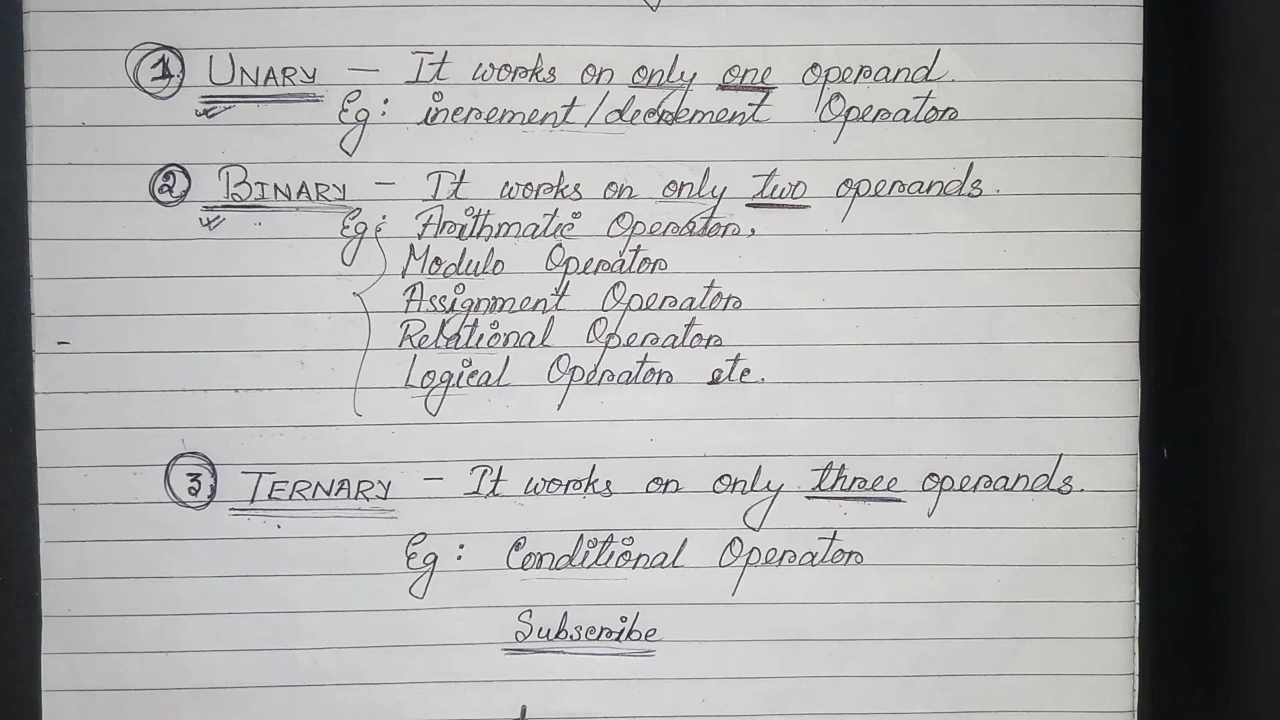 1. UNARY - It works on only one operand.
Eg: increment/decrement Operator
2 BINARY - It works on only two operands.
Eg: Arithmatic Operator,
Modulo Operator
Assignment Operator
Relational Operator
Logical Operator etc.
3. TERNARY - It works on only three operands.
Eg: Conditional Operator
Subscribe